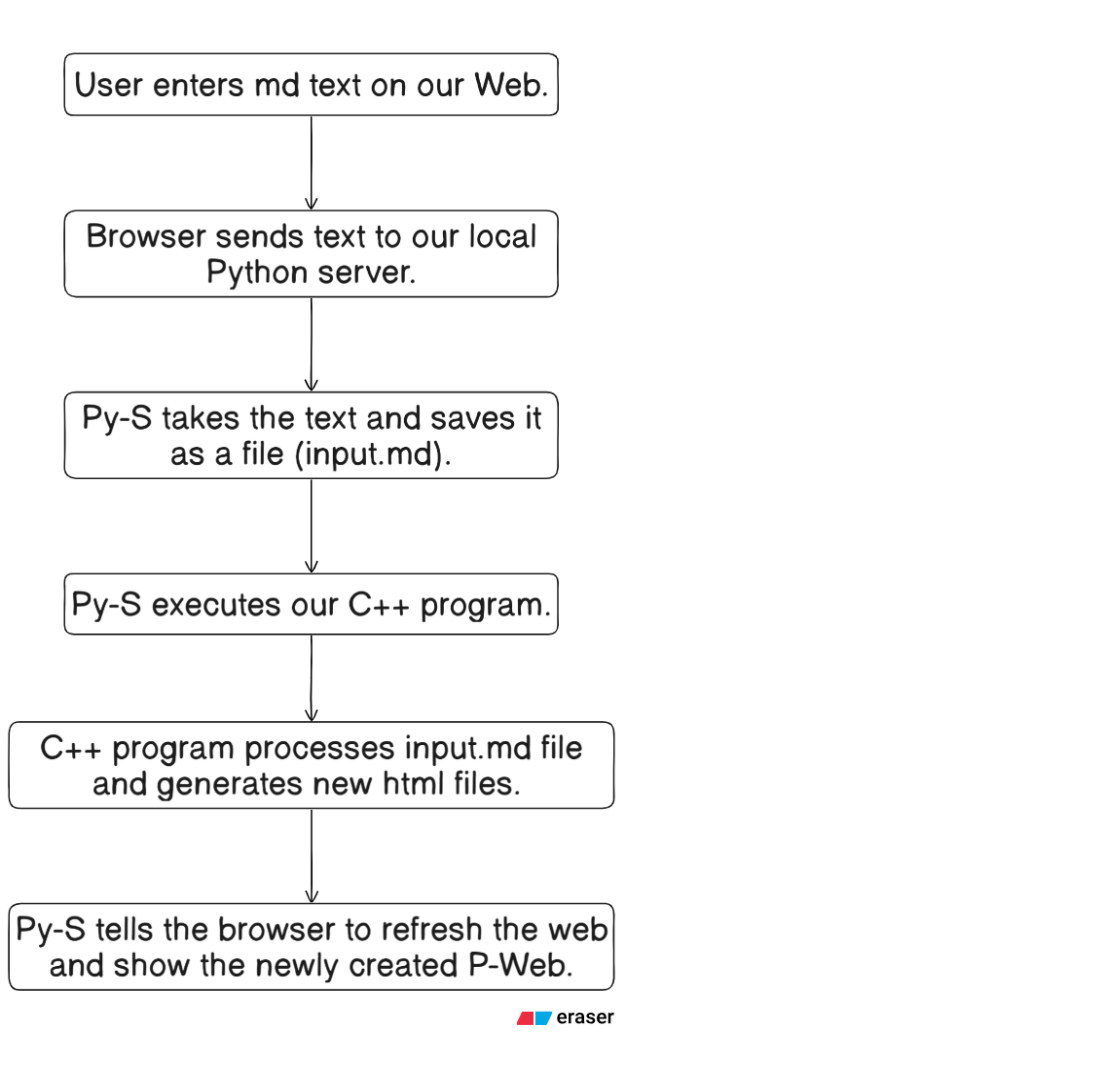 User enters md text on our Web.
Browser sends text to our local
Python server.
Py-S takes the text and saves it
as a file (input.md).
Py-S executes our C++ program.
C++ program processes input.md file
and generates new html files.
Py-S tells the browser to refresh the web
and show the newly created P-Web.
eraser